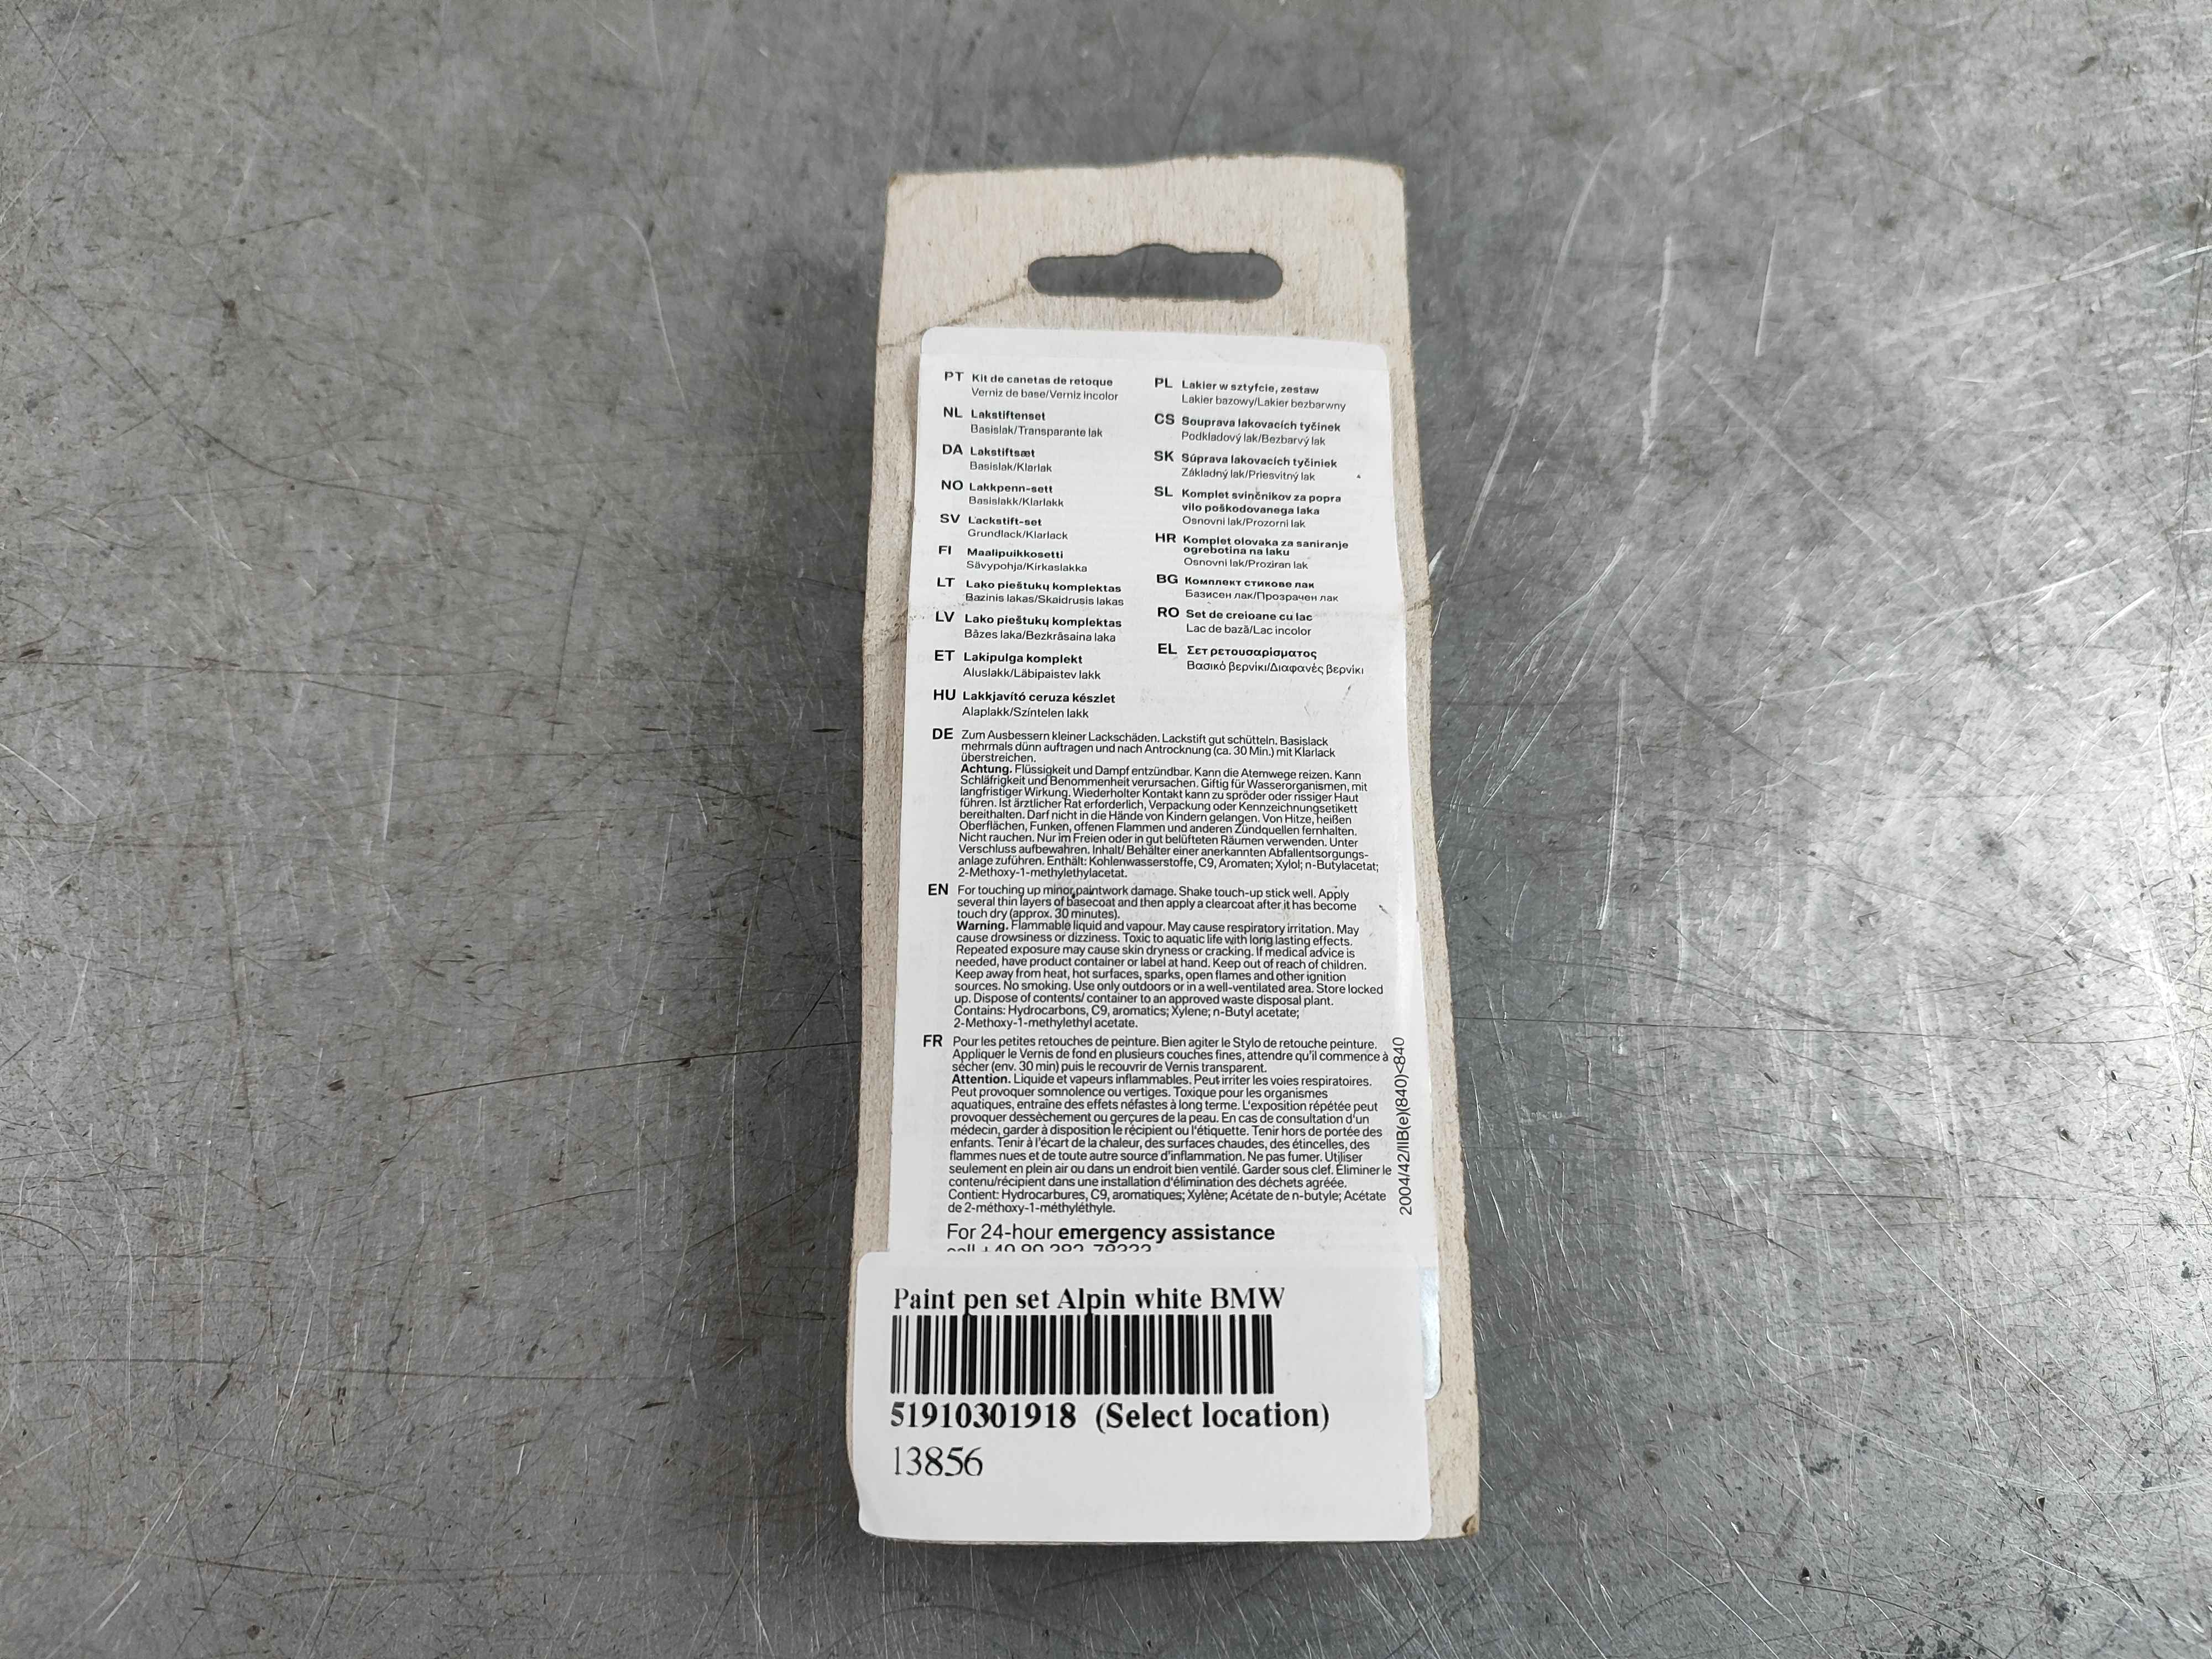 PT Kit de canetas de retoque
Verniz de base/Verniz incolor
NL Lakstiftenset
Basislak/Transparante lak
DA Lakstiftsæt
Basislak/Klarlak
NO Lakkpenn-sett
Basislakk/Klarlakk
SV Lackstift-set
Grundlack/Klarlack
FI Maalipuikkosetti
Sävypohja/Kirkaslakka
LT Lako pieštukų komplektas
Bazinis lakas/Skaidrusis lakas
LV Lako pieštukų komplektas
Bāzes laka/Bezkrāsaina laka
ET Lakipulga komplekt
Aluslakk/Läbipaistev lakk
HU Lakkjavító ceruza készlet
Alaplakk/Színtelen lakk
PL Lakier w sztyfcie, zestaw
Lakier bazowy/Lakier bezbarwny
CS Souprava lakovacích tyčinek
Podkladový lak/Bezbarvý lak
SK Súprava lakovacích tyčiniek
Základný lak/Priesvitný lak
SL Komplet svinčnikov za popra
vilo poškodovanega laka
Osnovni lak/Prozorni lak
HR Komplet olovaka za saniranje
ogrebotina na laku
Osnovni lak/Proziran lak
BG Комплект стикове лак
Базисен лак/Прозрачен лак
RO Set de creioane cu lac
Lac de bază/Lac incolor
EL Σετ ρετουσαρίσματος
Βασικό βερνίκι/Διαφανές βερνίκι
DE Zum Ausbessern kleiner Lackschäden. Lackstift gut schütteln. Basislack
mehrmals dünn auftragen und nach Antrocknung (ca. 30 Min.) mit Klarlack
überstreichen.
Achtung. Flüssigkeit und Dampf entzündbar. Kann die Atemwege reizen. Kann
Schläfrigkeit und Benommenheit verursachen. Giftig für Wasserorganismen, mit
langfristiger Wirkung. Wiederholter Kontakt kann zu spröder oder rissiger Haut
führen. Ist ärztlicher Rat erforderlich, Verpackung oder Kennzeichnungsetikett
bereithalten. Darf nicht in die Hände von Kindern gelangen. Von Hitze, heißen
Oberflächen, Funken, offenen Flammen und anderen Zündquellen fernhalten.
Nicht rauchen. Nur im Freien oder in gut belüfteten Räumen verwenden. Unter
Verschluss aufbewahren. Inhalt/ Behälter einer anerkannten Abfallentsorgungs-
anlage zuführen. Enthält: Kohlenwasserstoffe, C9, Aromaten; Xylol; n-Butylacetat;
2-Methoxy-1-methylethylacetat.
EN For touching up minor paintwork damage. Shake touch-up stick well. Apply
several thin layers of basecoat and then apply a clearcoat after it has become
touch dry (approx. 30 minutes).
Warning. Flammable liquid and vapour. May cause respiratory irritation. May
cause drowsiness or dizziness. Toxic to aquatic life with long lasting effects.
Repeated exposure may cause skin dryness or cracking. If medical advice is
needed, have product container or label at hand. Keep out of reach of children.
Keep away from heat, hot surfaces, sparks, open flames and other ignition
sources. No smoking. Use only outdoors or in a well-ventilated area. Store locked
up. Dispose of contents/ container to an approved waste disposal plant.
Contains: Hydrocarbons, C9, aromatics; Xylene; n-Butyl acetate;
2-Methoxy-1-methylethyl acetate.
FR Pour les petites retouches de peinture. Bien agiter le Stylo de retouche peinture.
Appliquer le Vernis de fond en plusieurs couches fines, attendre qu'il commence à
sécher (env. 30 min) puis le recouvrir de Vernis transparent.
Attention. Liquide et vapeurs inflammables. Peut irriter les voies respiratoires.
Peut provoquer somnolence ou vertiges. Toxique pour les organismes
aquatiques, entraîne des effets néfastes à long terme. L'exposition répétée peut
provoquer dessèchement ou gerçures de la peau. En cas de consultation d'un
médecin, garder à disposition le récipient ou l'étiquette. Tenir hors de portée des
enfants. Tenir à l'écart de la chaleur, des surfaces chaudes, des étincelles, des
flammes nues et de toute autre source d'inflammation. Ne pas fumer. Utiliser
seulement en plein air ou dans un endroit bien ventilé. Garder sous clef. Éliminer le
contenu/récipient dans une installation d'élimination des déchets agréée.
Contient: Hydrocarbures, C9, aromatiques; Xylène; Acétate de n-butyle; Acétate
de 2-méthoxy-1-méthyléthyle.
2004/42/IIB(e)(840)<840
For 24-hour emergency assistance
call
Paint pen set Alpin white BMW
51910301918 (Select location)
13856